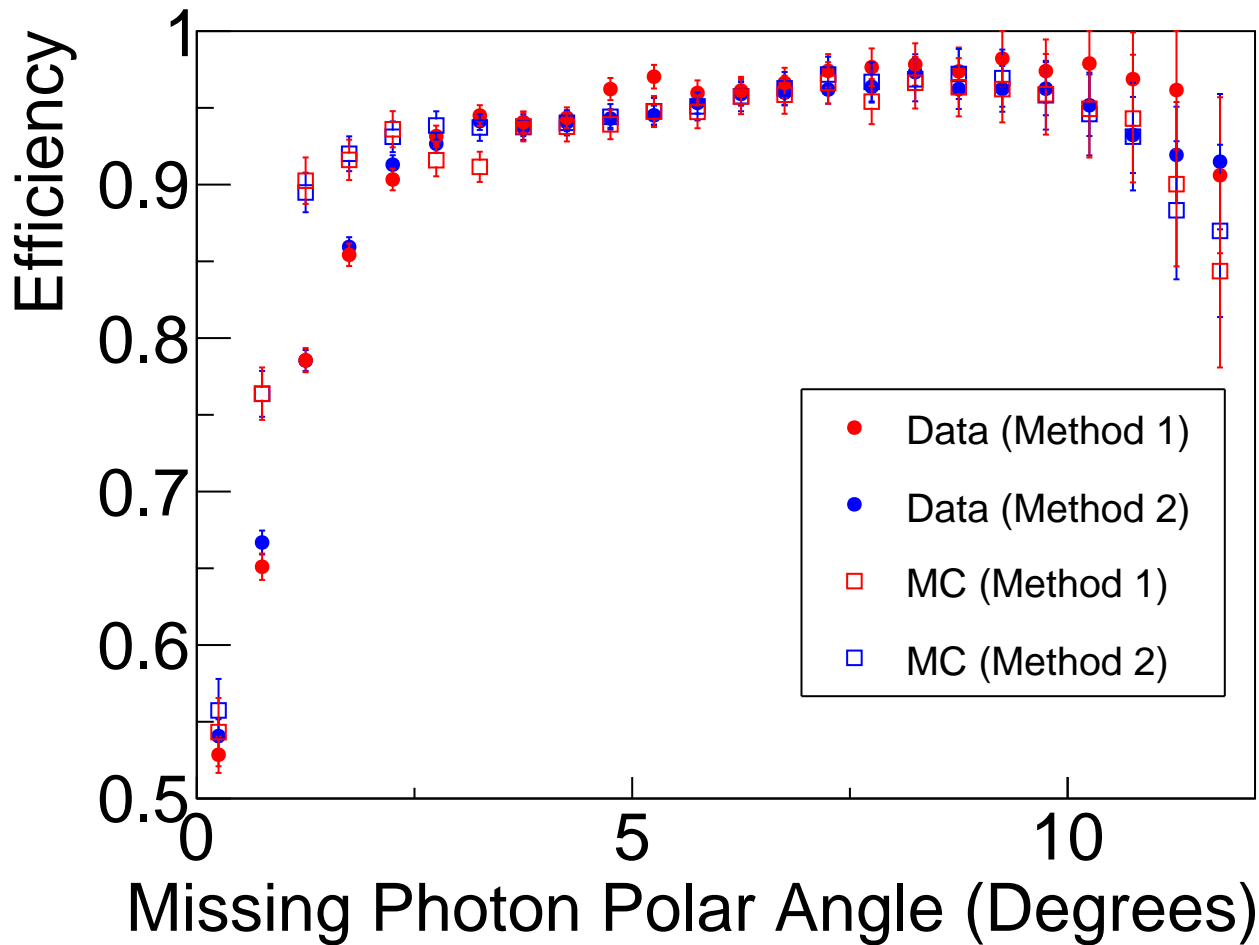 Efficiency
1
0.9
0.8
0.7
0.6
0.5
0
5
10
Data (Method 1)
Data (Method 2)
MC (Method 1)
MC (Method 2)
Missing Photon Polar Angle (Degrees)